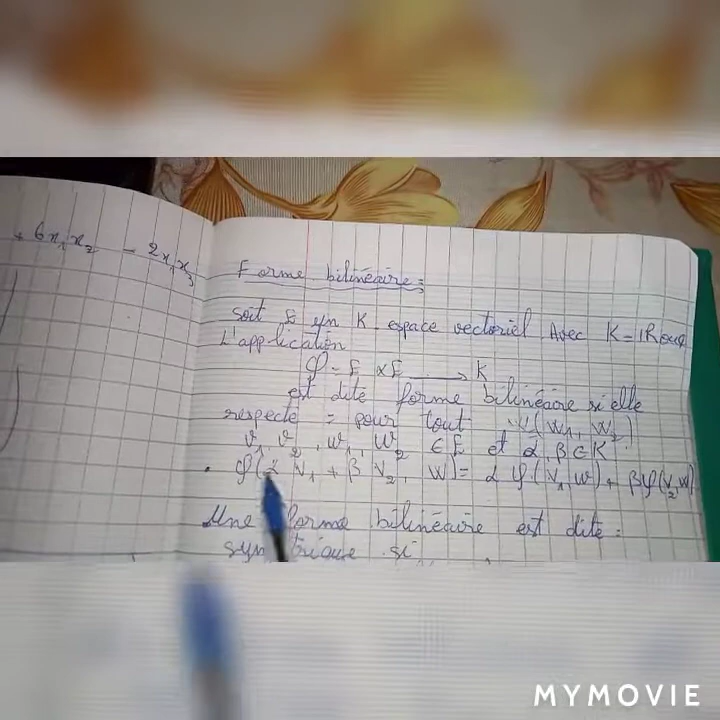 + 6x₁x₂ - 2x₁x₃
Forme bilinéaire:
soit E un K espace vectoriel Avec K = IR ou ¢
L'application
φ = E x E → K
est dite forme bilinéaire si elle
respecte = pour tout (w₁, w₂)
v₁, v₂, w₁, w₂ ∈ E et α, β ∈ K
• φ(α v₁ + β v₂, w) = α φ(v₁, w) + β φ(v₂, w)
Une forme bilinéaire est dite:
symétrique si
MYMOVIE